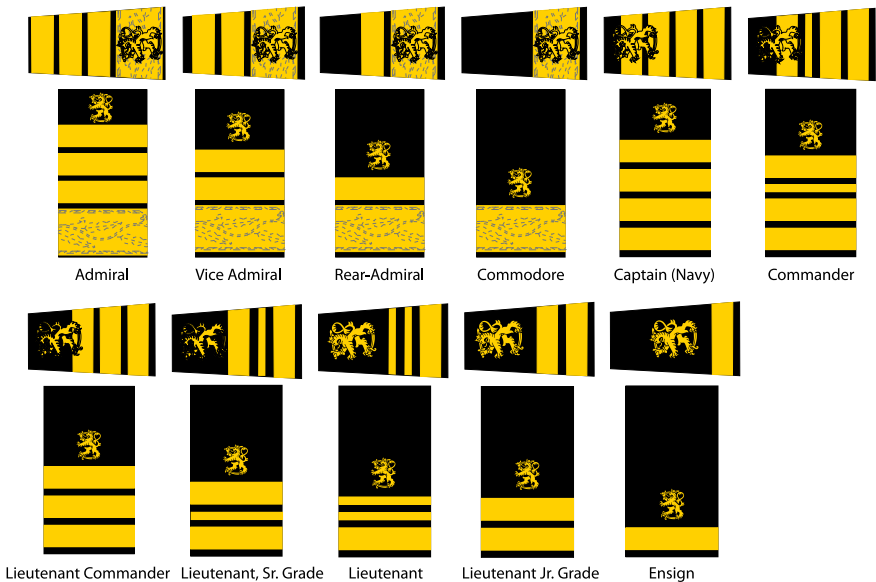 Admiral
Vice Admiral
Rear-Admiral
Commodore
Captain (Navy)
Commander
Lieutenant Commander
Lieutenant, Sr. Grade
Lieutenant
Lieutenant Jr. Grade
Ensign